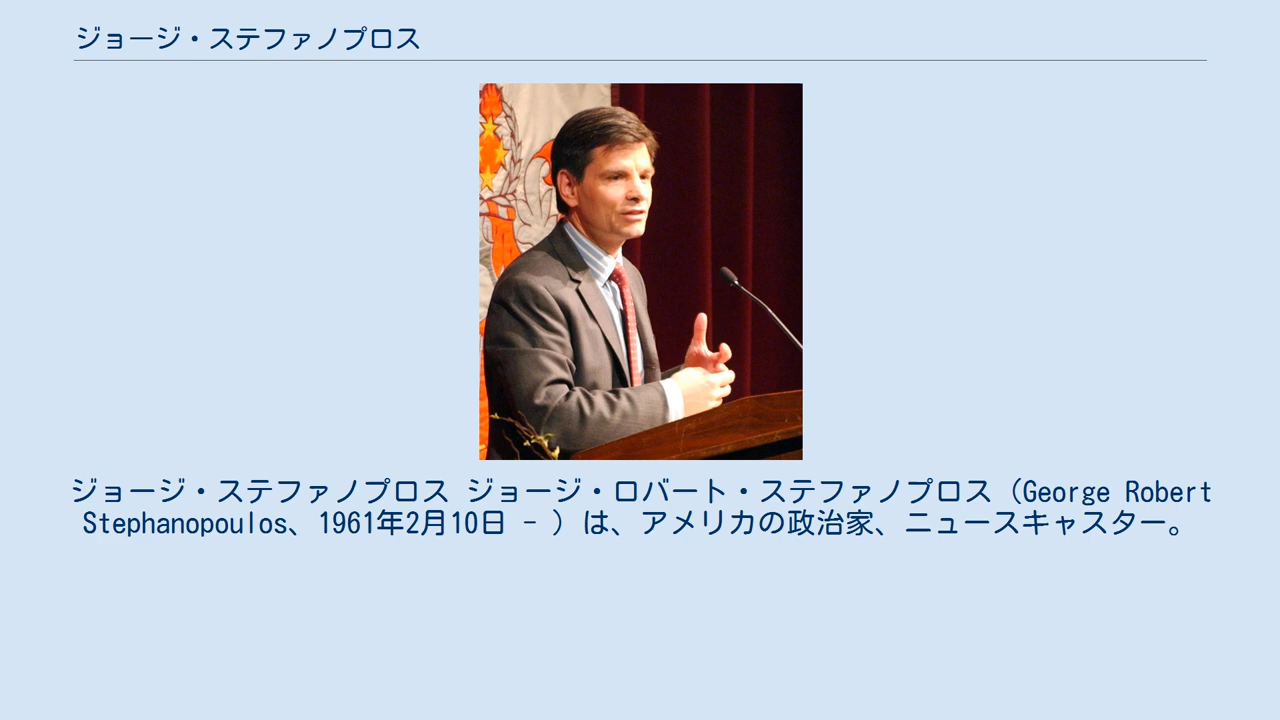 ジョージ・ステファノプロス
ジョージ・ステファノプロス ジョージ・ロバート・ステファノプロス（George Robert
Stephanopoulos、1961年2月10日 - ）は、アメリカの政治家、ニュースキャスター。